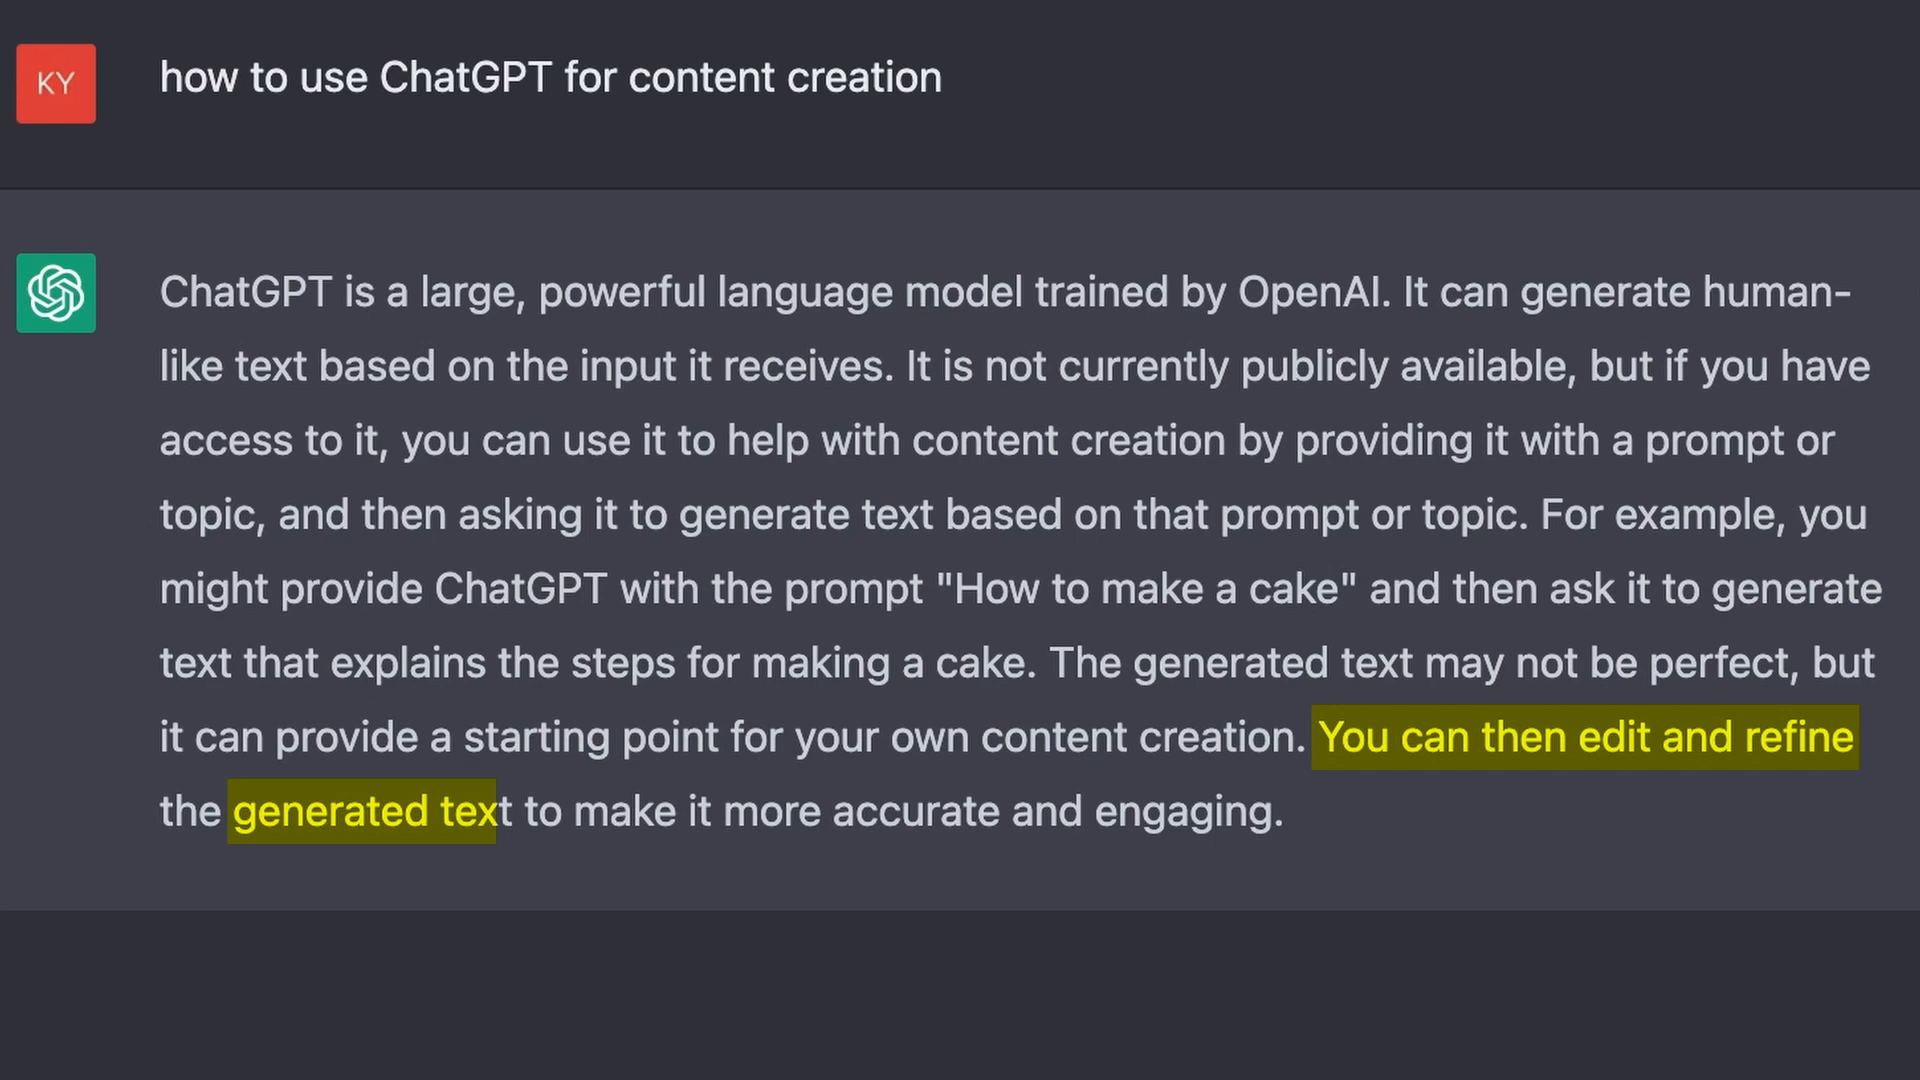 KY
how to use ChatGPT for content creation
ChatGPT is a large, powerful language model trained by OpenAI. It can generate human-
like text based on the input it receives. It is not currently publicly available, but if you have
access to it, you can use it to help with content creation by providing it with a prompt or
topic, and then asking it to generate text based on that prompt or topic. For example, you
might provide ChatGPT with the prompt "How to make a cake" and then ask it to generate
text that explains the steps for making a cake. The generated text may not be perfect, but
it can provide a starting point for your own content creation. You can then edit and refine
the generated text to make it more accurate and engaging.